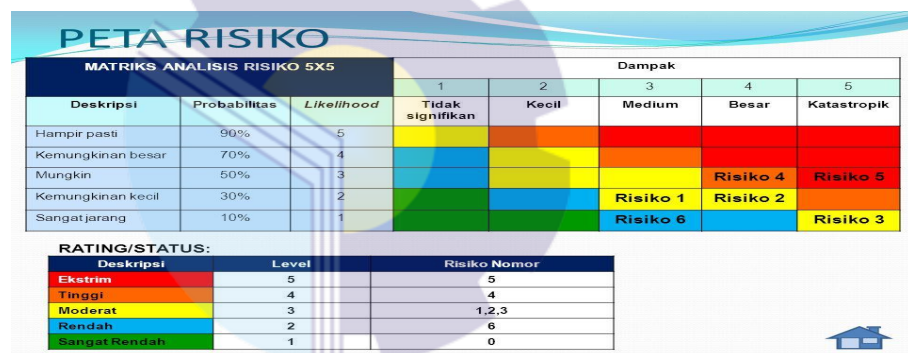 PETA RISIKO
MATRIKS ANALISIS RISIKO 5X5 Dampak
1 2 3 4 5
Deskripsi Probabilitas Likelihood Tidak signifikan Kecil Medium Besar Katastropik
Hampir pasti 90% 5
Kemungkinan besar 70% 4
Mungkin 50% 3 Risiko 4 Risiko 5
Kemungkinan kecil 30% 2 Risiko 1 Risiko 2
Sangat jarang 10% 1 Risiko 6 Risiko 3
RATING/STATUS:
Deskripsi Level Risiko Nomor
Ekstrim 5 5
Tinggi 4 4
Moderat 3 1,2,3
Rendah 2 6
Sangat Rendah 1 0